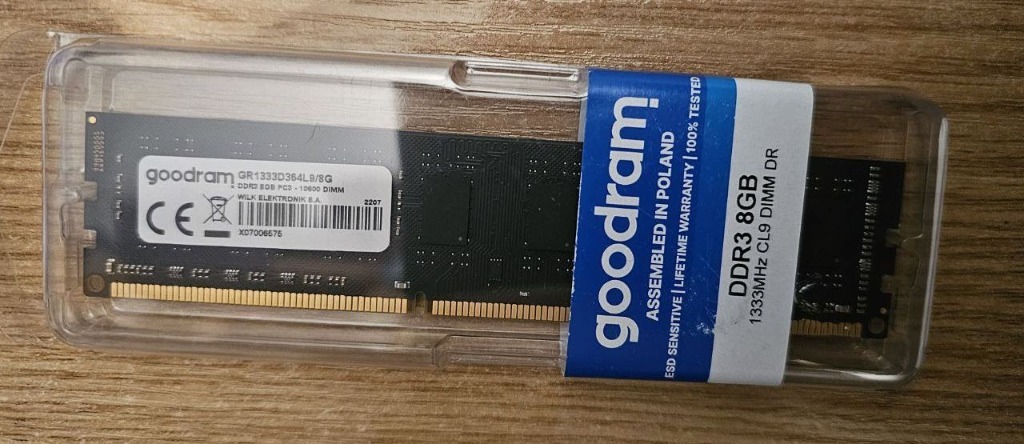 goodram
GR1333D364L9/8G
DDR3 8GB PC3 - 10600 DIMM
WILK ELEKTRONIK S.A.
2207
CE
XD7006575
goodram
ASSEMBLED IN POLAND
ESD SENSITIVE | LIFETIME WARRANTY | 100% TESTED
DDR3 8GB
1333MHz CL9 DIMM DR